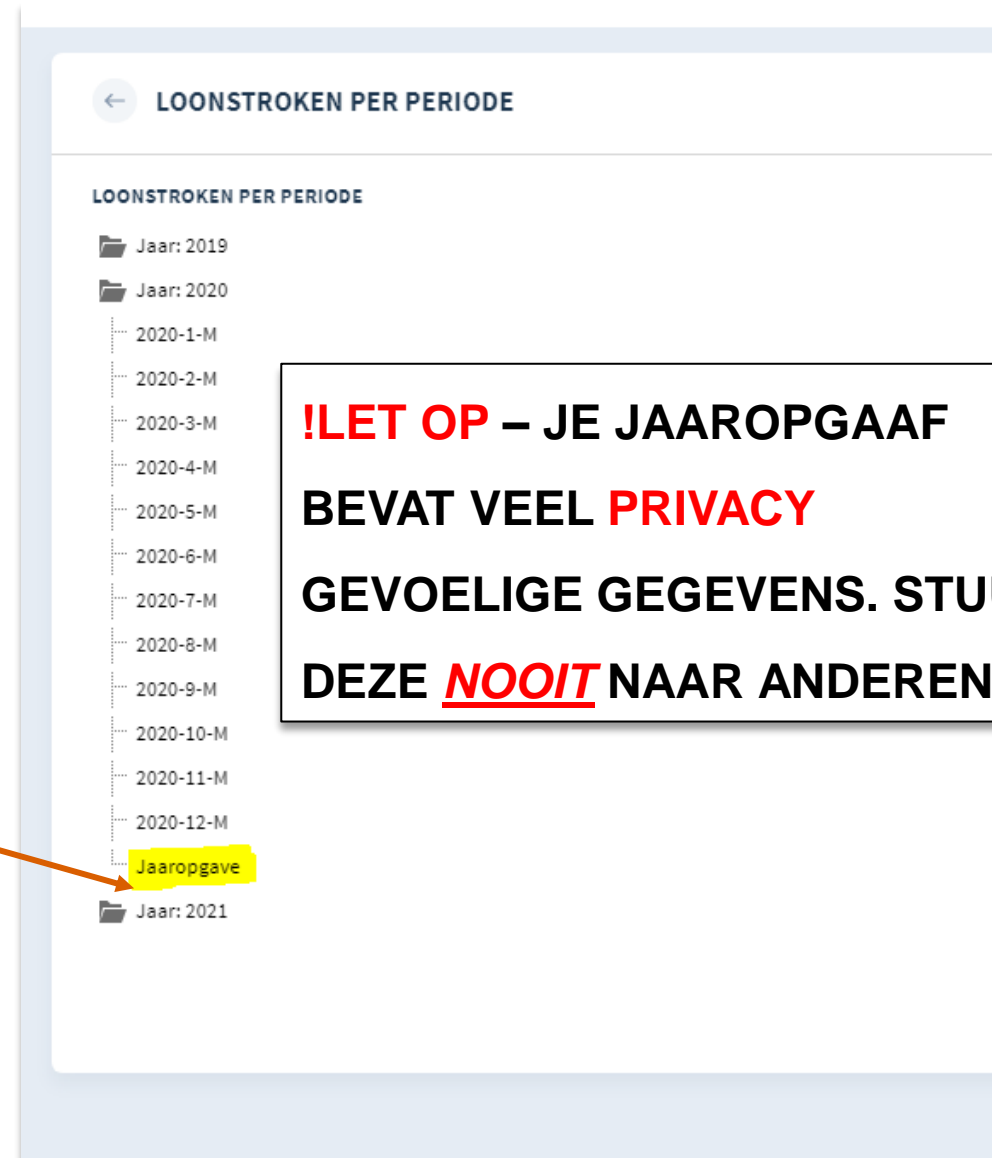 LOONSTROKEN PER PERIODE
LOONSTROKEN PER PERIODE
Jaar: 2019
Jaar: 2020
2020-1-M
2020-2-M
2020-3-M
2020-4-M
2020-5-M
2020-6-M
2020-7-M
2020-8-M
2020-9-M
2020-10-M
2020-11-M
2020-12-M
Jaaropgave
Jaar: 2021
!LET OP – JE JAAROPGAAF
BEVAT VEEL PRIVACY
GEVOELIGE GEGEVENS.
DEZE NOOIT NAAR ANDEREN